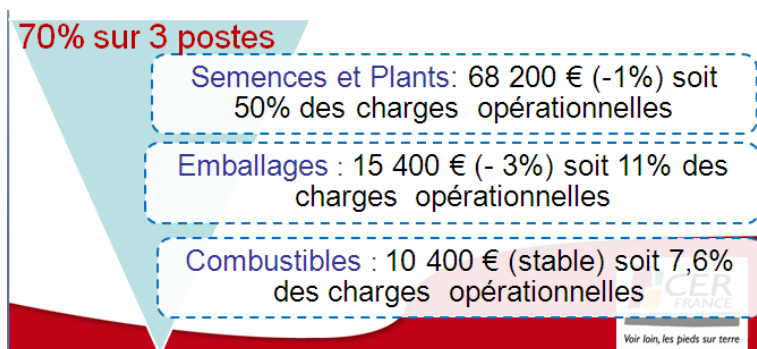 70% sur 3 postes
Semences et Plants: 68 200 € (-1%) soit
50% des charges opérationnelles
Emballages : 15 400 € (- 3%) soit 11% des
charges opérationnelles
Combustibles : 10 400 € (stable) soit 7,6%
des charges opérationnelles
CER
FRANCE
Voir loin, les pieds sur terre